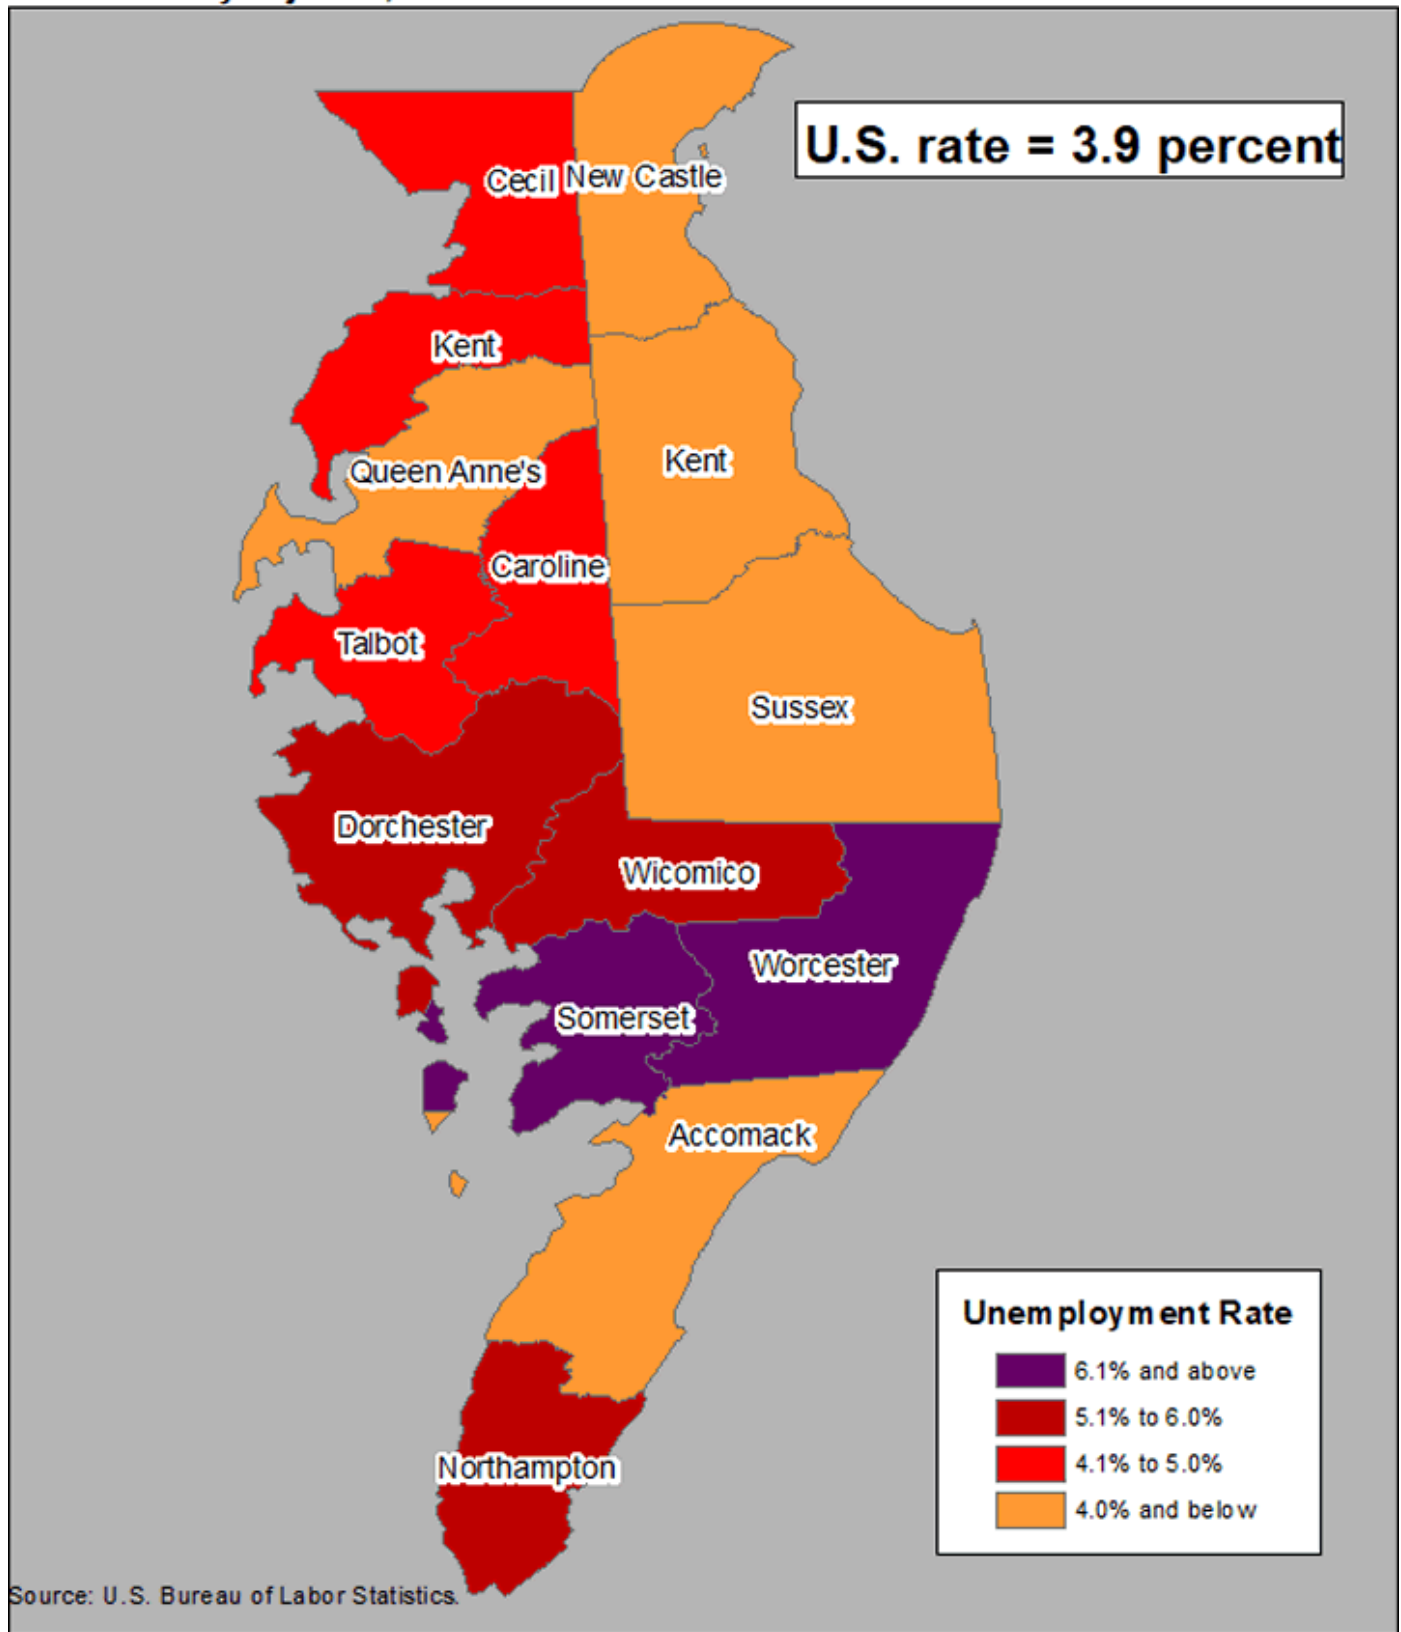 U.S. rate = 3.9 percent
Cecil
New Castle
Kent
Kent
Queen Anne's
Caroline
Talbot
Sussex
Dorchester
Wicomico
Worcester
Somerset
Accomack
Northampton
Unemployment Rate
6.1% and above
5.1% to 6.0%
4.1% to 5.0%
4.0% and below
Source: U.S. Bureau of Labor Statistics.